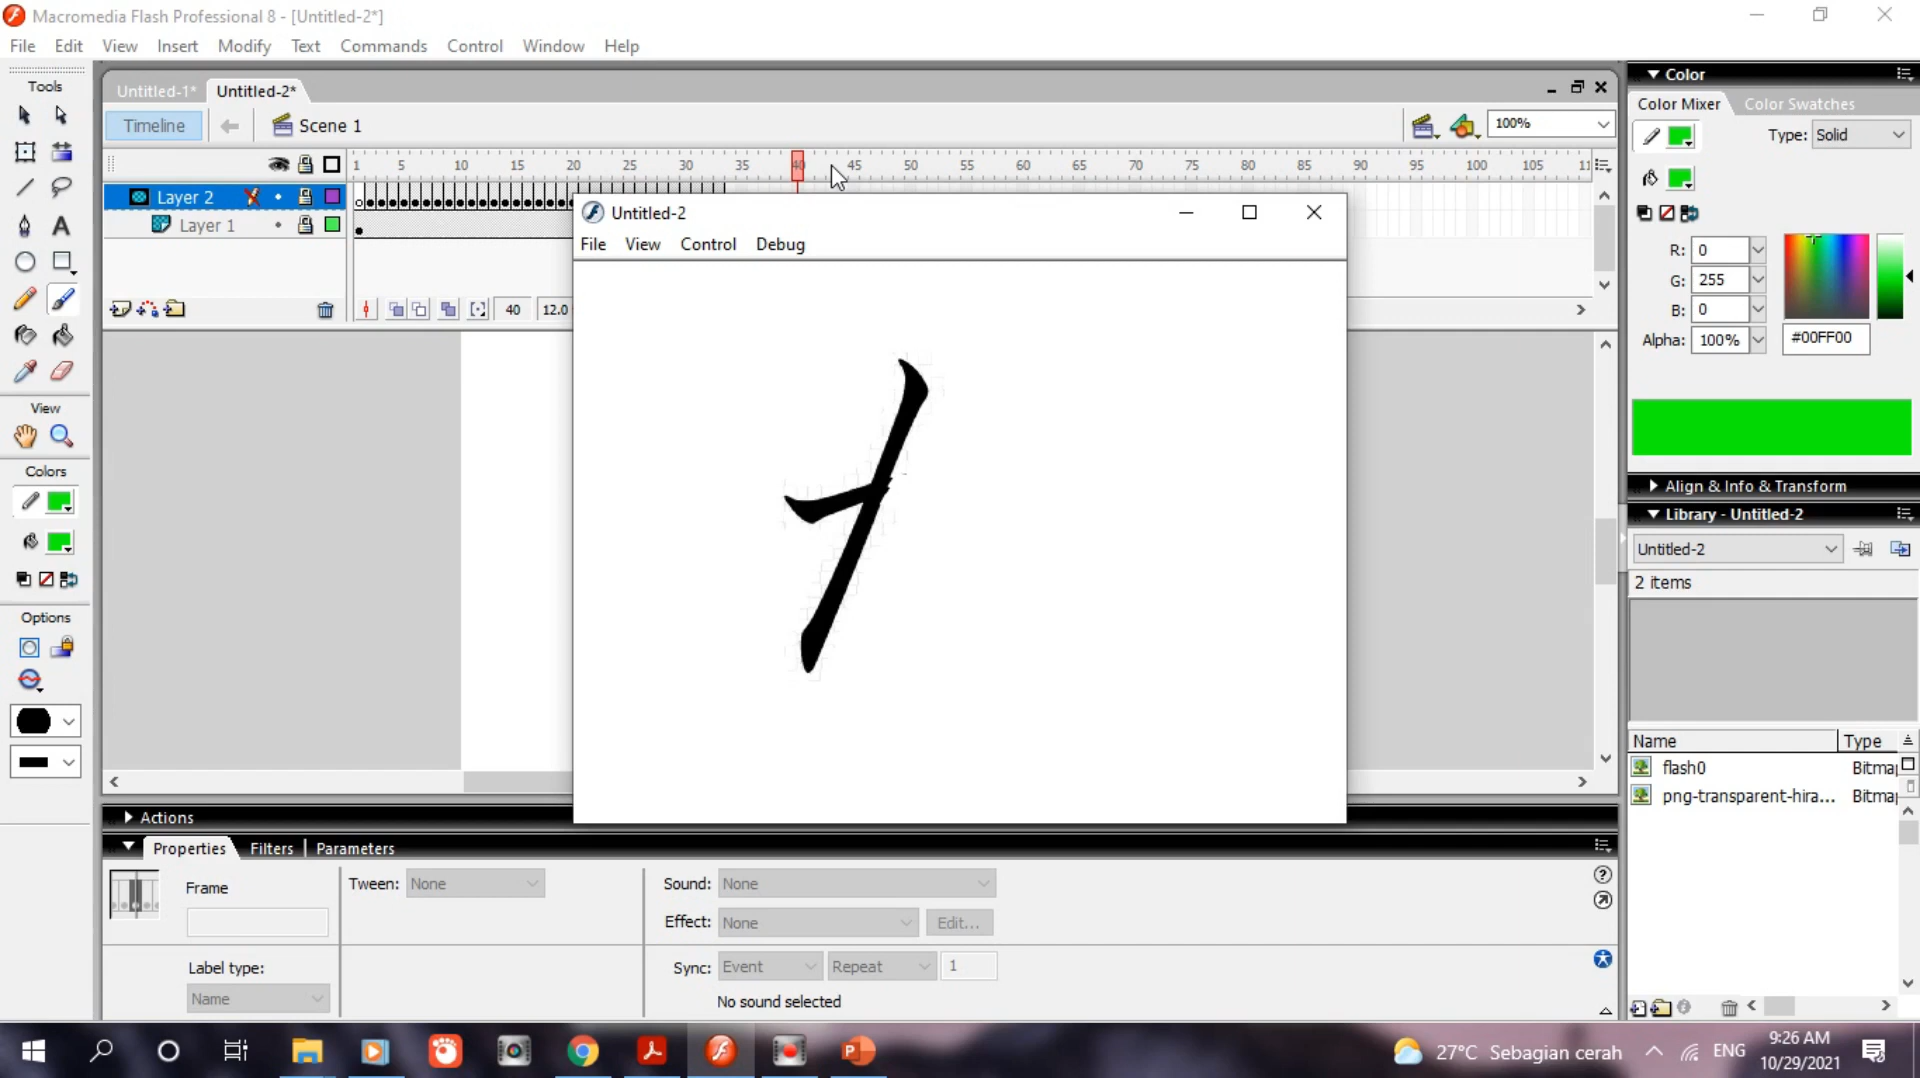 Macromedia Flash Professional 8 - [Untitled-2*]
File Edit View Insert Modify Text Commands Control Window Help
Tools
View
Colors
Options
Untitled-1* Untitled-2*
Timeline Scene 1 100%
1 5 10 15 20 25 30 35 40 45 50 55 60 65 70 75 80 85 90 95 100 105 11
Layer 2
Layer 1
40 12.0
Untitled-2
File View Control Debug
Actions
Properties Filters Parameters
Frame
Tween: None
Label type:
Name
Sound: None
Effect: None Edit...
Sync: Event Repeat 1
No sound selected
Color
Color Mixer Color Swatches
Type: Solid
R: 0
G: 255
B: 0
Alpha: 100% #00FF00
Align & Info & Transform
Library - Untitled-2
Untitled-2
2 items
Name Type
flash0 Bitma
png-transparent-hira... Bitma
27°C Sebagian cerah
ENG
9:26 AM
10/29/2021